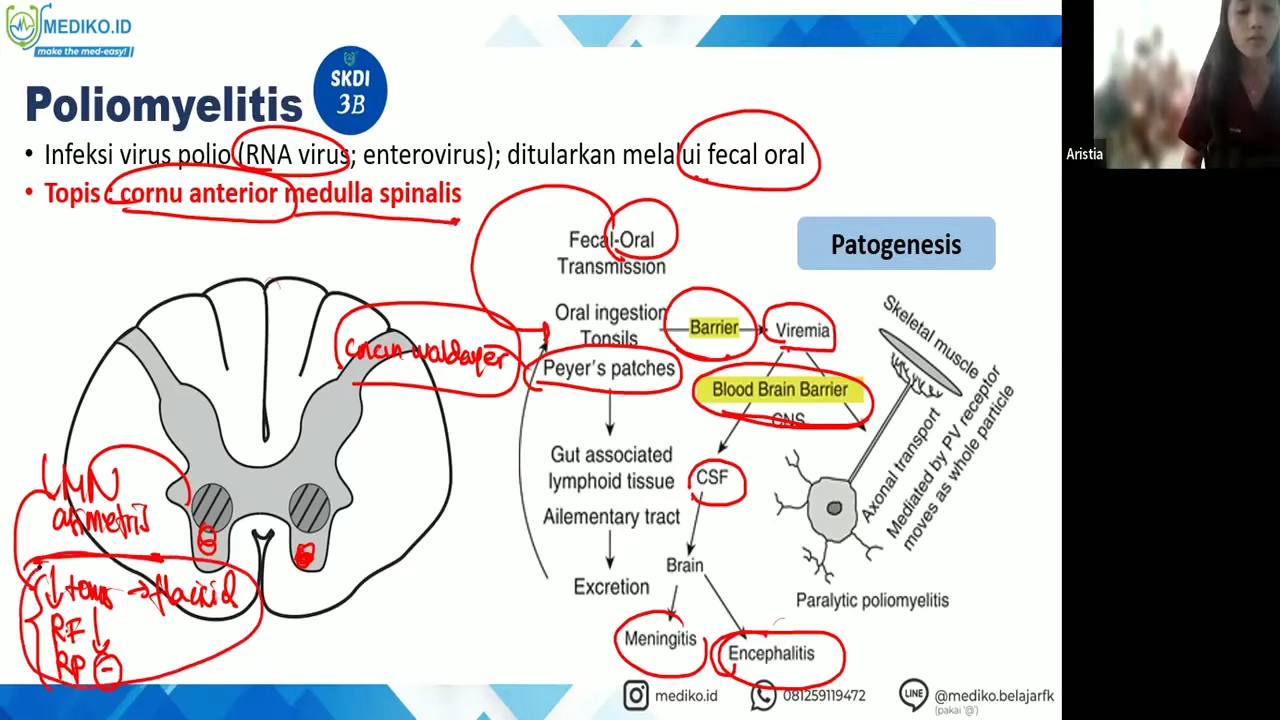 MEDIKO.ID
make the med-easy!
Poliomyelitis
SKDI
3B
• Infeksi virus polio (RNA virus; enterovirus); ditularkan melalui fecal oral
• Topis : cornu anterior medulla spinalis
Aristia
Patogenesis
Fecal-Oral
Transmission
Oral ingestion
Tonsils
Peyer's patches
Barrier
Viremia
Blood Brain Barrier
CNS
Gut associated
lymphoid tissue
Ailementary tract
Excretion
CSF
Brain
Meningitis
Encephalitis
Skeletal muscle
Axonal transport
Mediated by PV receptor
moves as whole particle
Paralytic poliomyelitis
LMN
asimetris
↓ tonus → flaccid
RF ↓
RP (-)
mediko.id
081259119472
LINE
@mediko.belajarfk
(pakai '@')